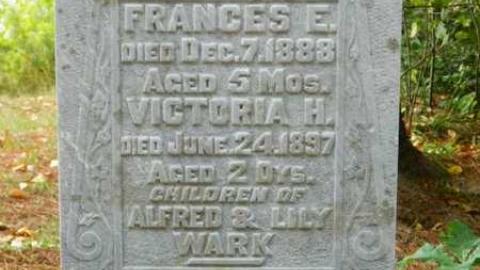 FRANCES E.
DIED DEC. 7. 1888
AGED 5 MOS.
VICTORIA H.
DIED JUNE. 24. 1897
AGED 2 DYS.
CHILDREN OF
ALFRED & LILY
WARK